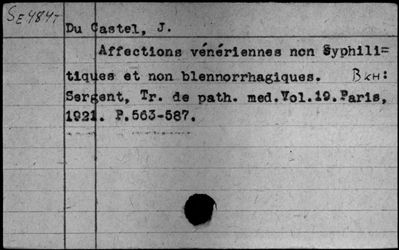 SE484T
Du Castel, J.
Affections vénériennes non Syphili=
tiques et non blennorrhagiques. BKH:
Sergent, Tr. de path. med.Vol.19.Paris,
1921. P.563-587.